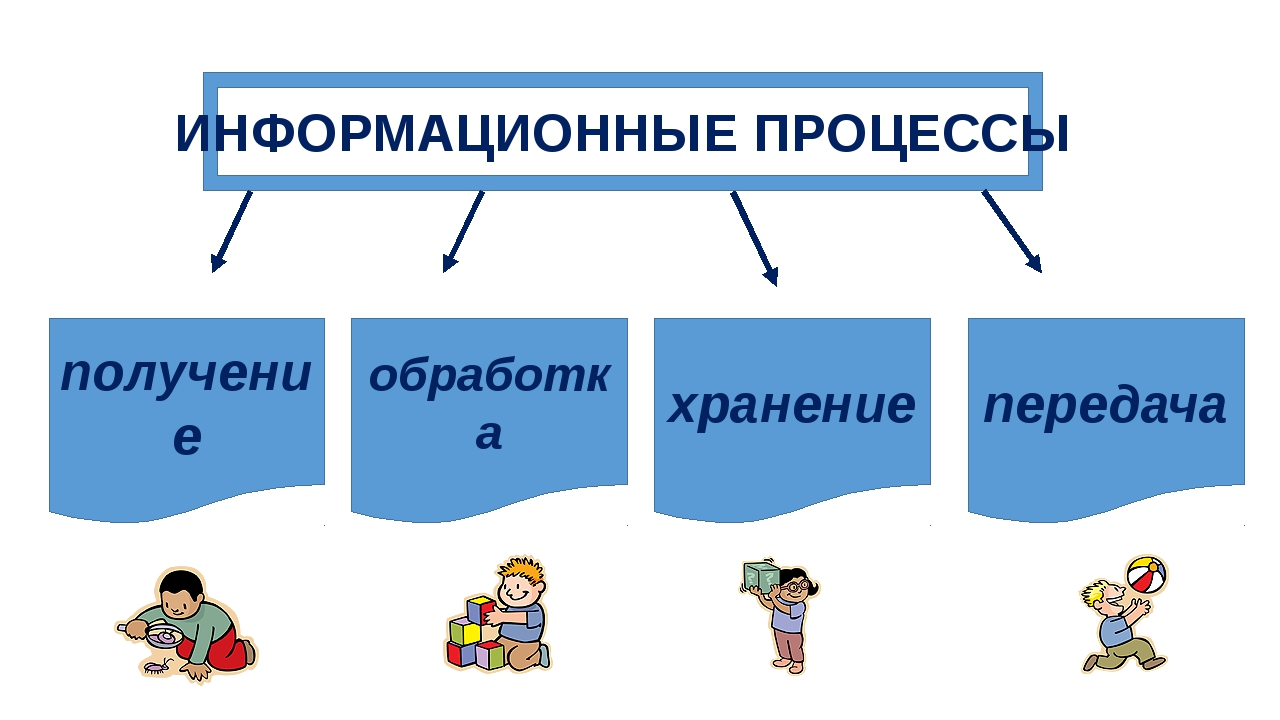 ИНФОРМАЦИОННЫЕ ПРОЦЕССЫ
получени
е
обработк
а
хранение
передача